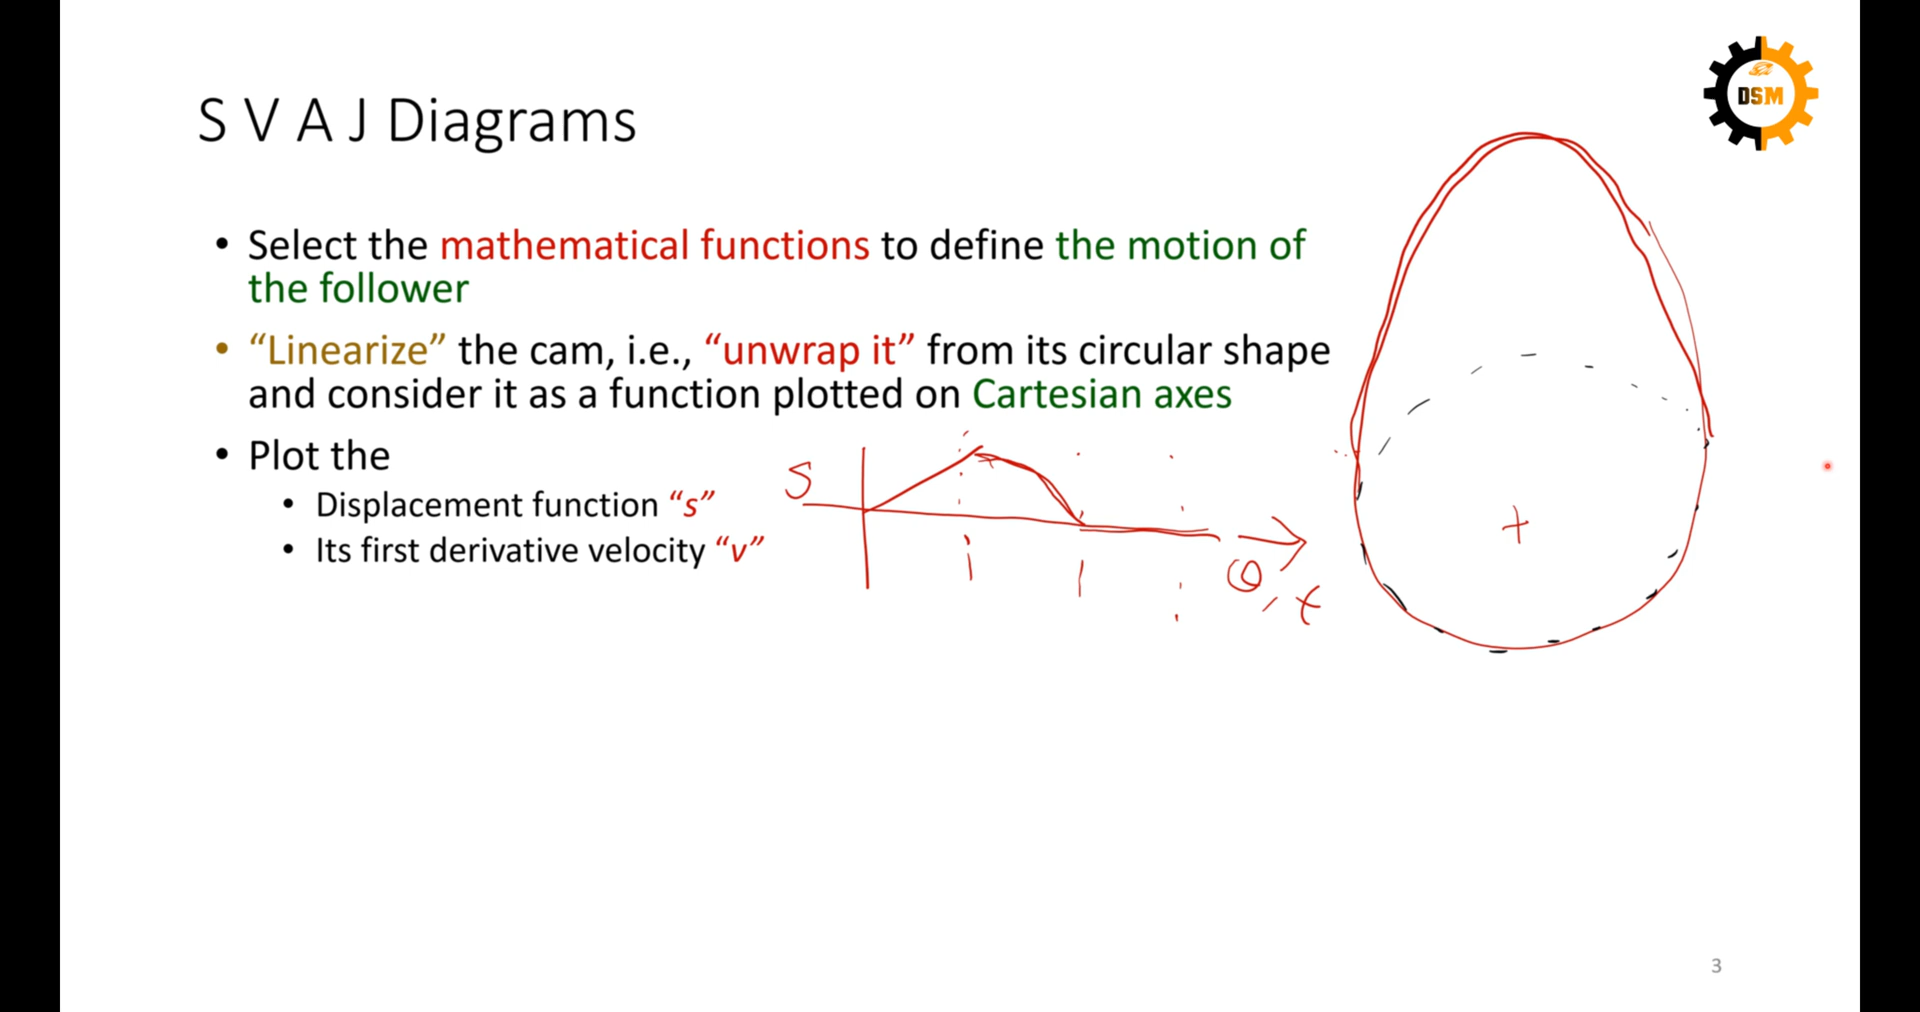 DSM
S V A J Diagrams
• Select the mathematical functions to define the motion of
the follower
• “Linearize” the cam, i.e., “unwrap it” from its circular shape
and consider it as a function plotted on Cartesian axes
• Plot the
S
• Displacement function “s”
• Its first derivative velocity “v”
Θ, t
3